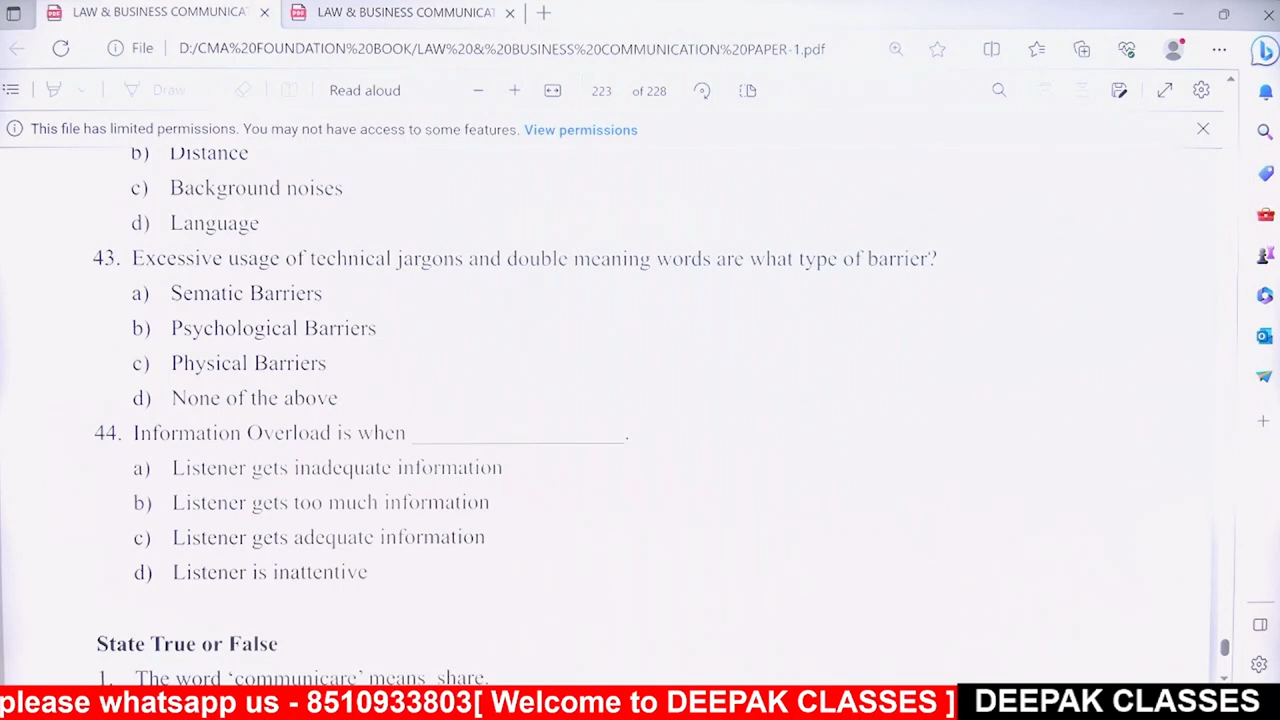 LAW & BUSINESS COMMUNICA
LAW & BUSINESS COMMUNICAT
File
D:/CMA%20FOUNDATION%20BOOK/LAW%20&%20BUSINESS%20COMMUNICATION%20PAPER-1.pdf
Draw
Read aloud
223 of 228
This file has limited permissions. You may not have access to some features. View permissions
b) Distance
c) Background noises
d) Language
43. Excessive usage of technical jargons and double meaning words are what type of barrier?
a) Sematic Barriers
b) Psychological Barriers
c) Physical Barriers
d) None of the above
44. Information Overload is when ____________________.
a) Listener gets inadequate information
b) Listener gets too much information
c) Listener gets adequate information
d) Listener is inattentive
State True or False
1. The word 'communicare' means share.
please whatsapp us - 8510933803[ Welcome to DEEPAK CLASSES ]
DEEPAK CLASSES